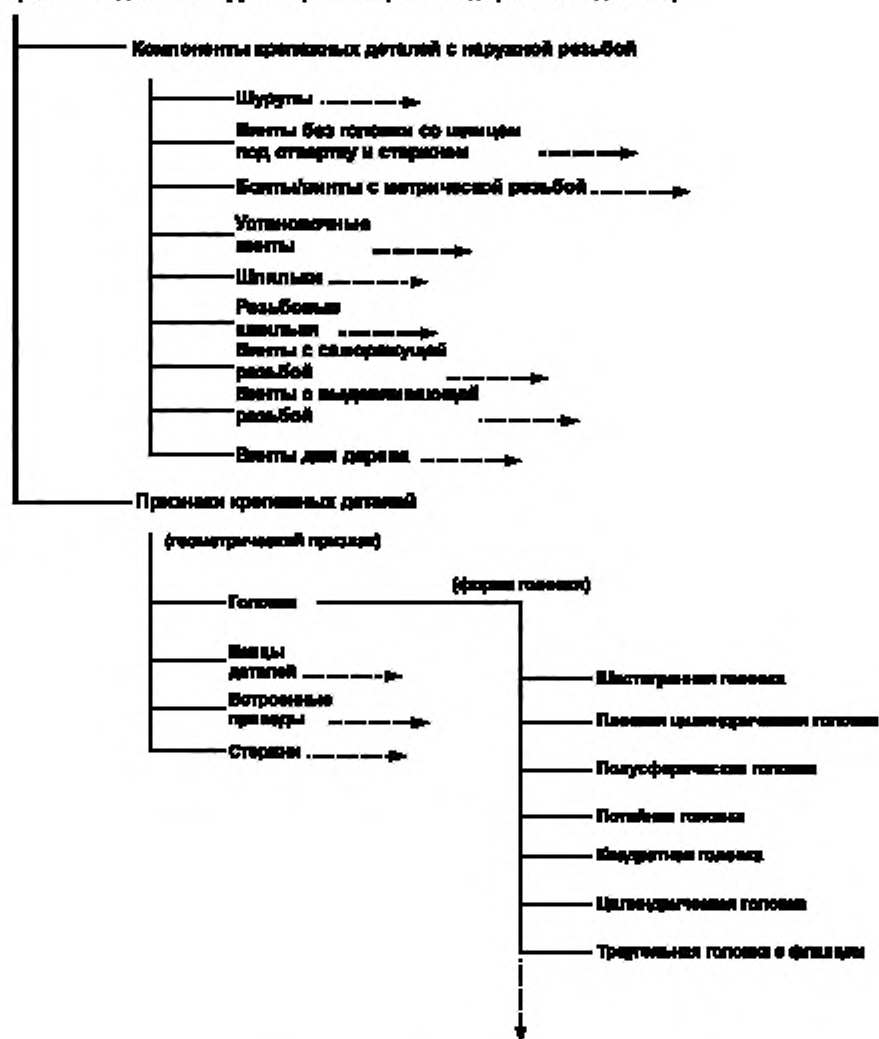 Компоненты крепежных деталей с наружной резьбой
Шурупы
Винты без головки со шлицем
под отвертку и стержнем
Болты/винты с метрической резьбой
Установочные
винты
Шпильки
Резьбовые
шпильки
Винты с саморежущей
резьбой
Винты с выдавливающей
резьбой
Винты для дерева
Признаки крепежных деталей
(геометрический признак)
(форма головки)
Головки
Концы
деталей
Встроенные
приводы
Стержни
Шестигранная головка
Плоская цилиндрическая головка
Полусферическая головка
Потайная головка
Квадратная головка
Цилиндрическая головка
Треугольная головка с фланцем